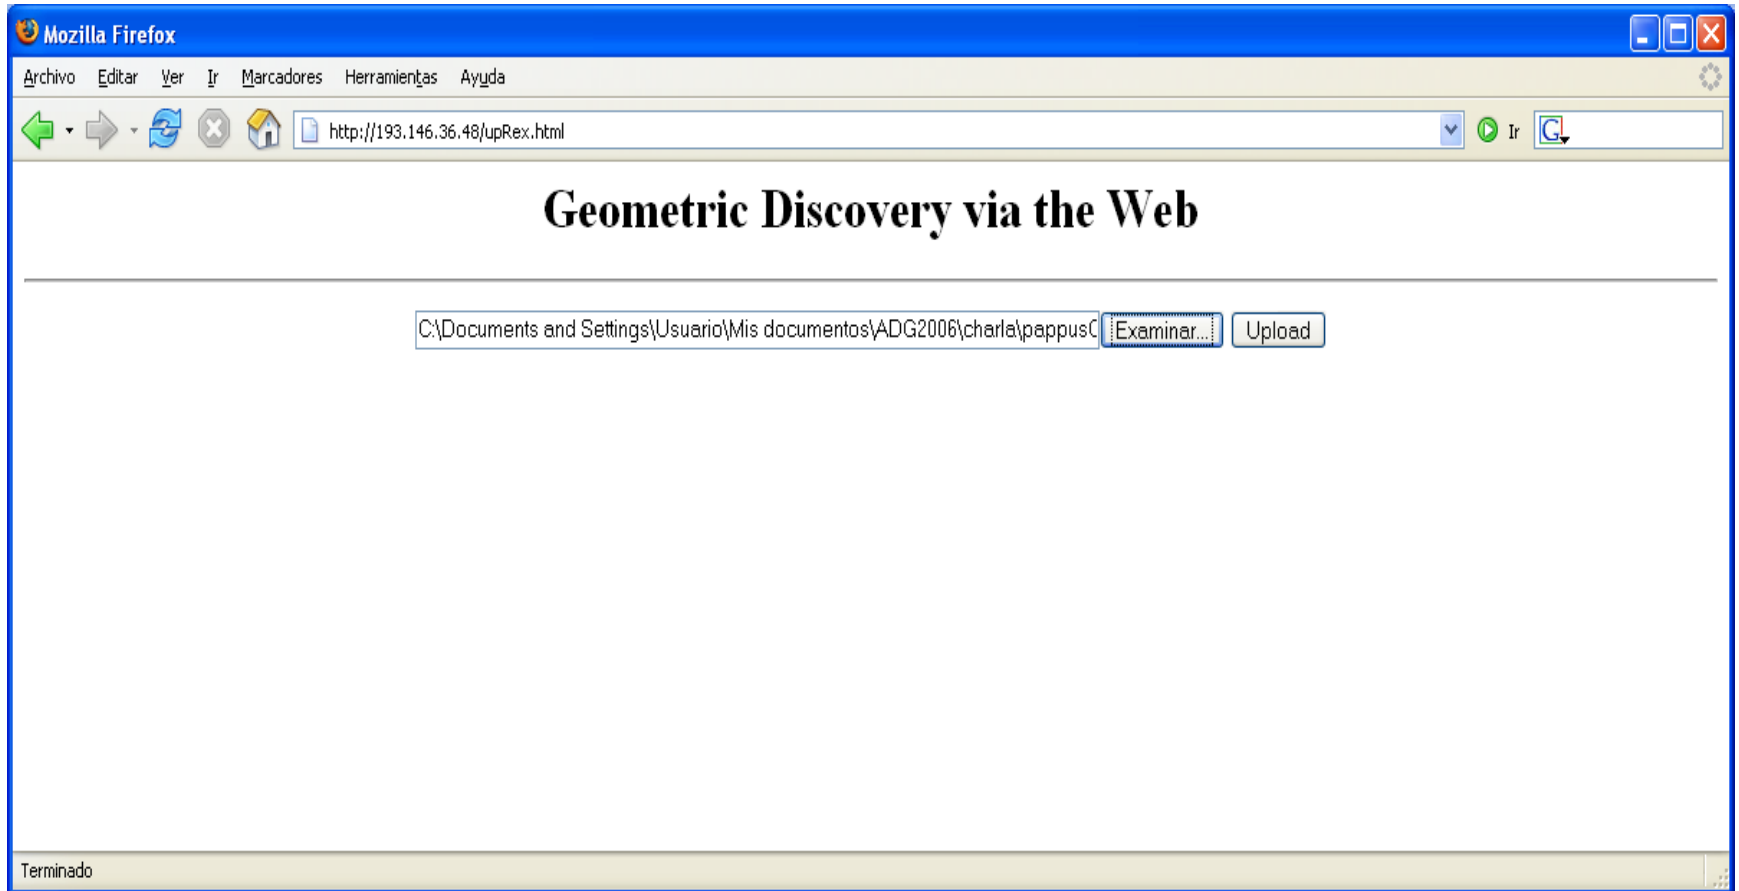 Mozilla Firefox
Archivo Editar Ver Ir Marcadores Herramientas Ayuda
http://193.146.36.48/upRex.html Ir G
Geometric Discovery via the Web
C:\Documents and Settings\Usuario\Mis documentos\ADG2006\charla\pappusC Examinar... Upload
Terminado